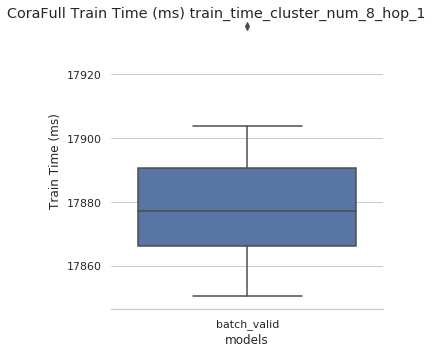 CoraFull Train Time (ms) train_time_cluster_num_8_hop_1
17920
17900
17880
17860
Train Time (ms)
batch_valid
models